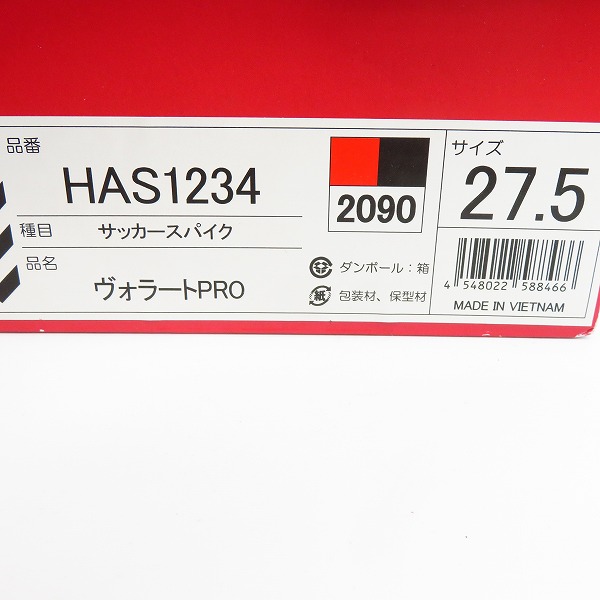 品番
HAS1234
種目 サッカースパイク
品名
ヴォラートPRO
2090
ダンボール：箱
紙 包装材、保型材
サイズ
27.5
4 548022 588466
MADE IN VIETNAM